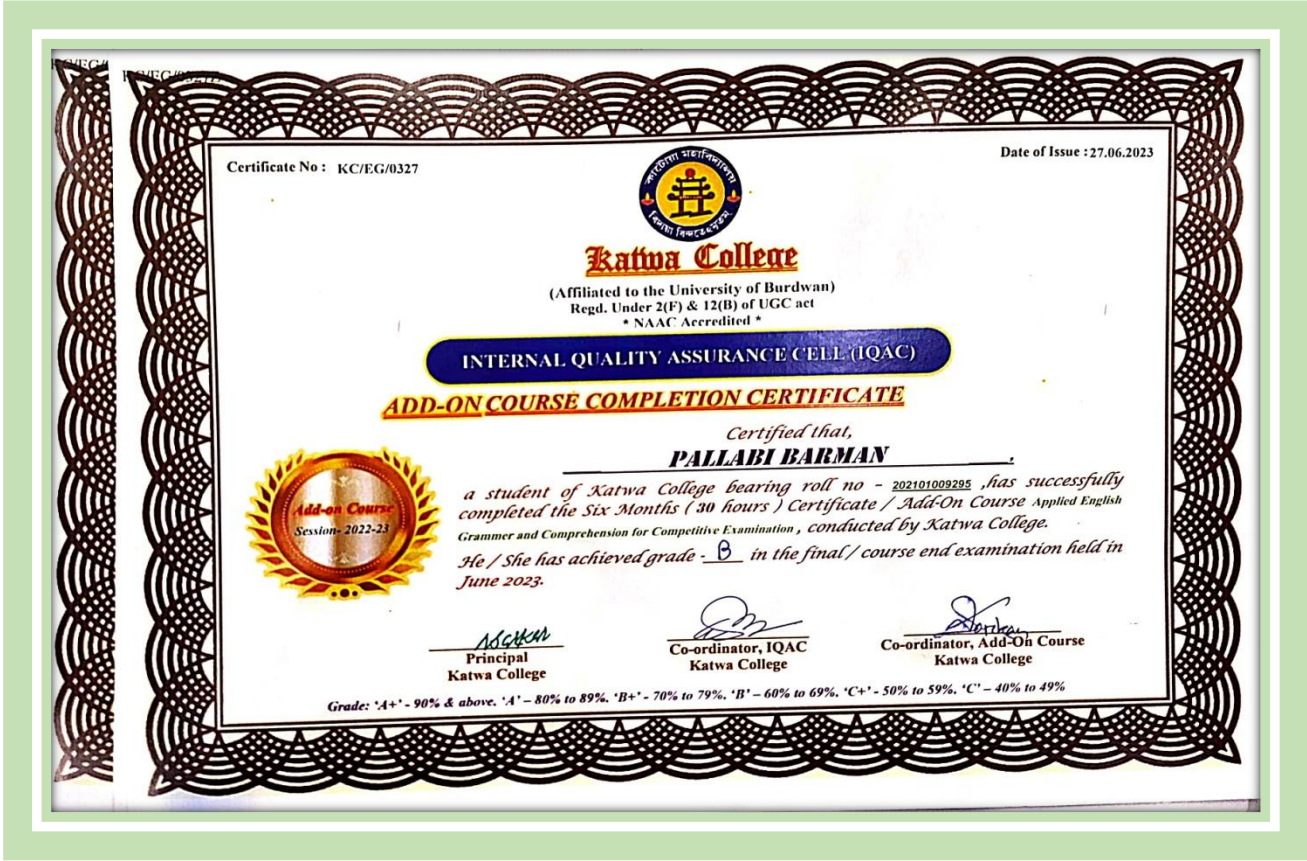 Certificate No : KC/EG/0327
Date of Issue : 27.06.2023
কাটোয়া মহাবিদ্যালয়
Katwa College
(Affiliated to the University of Burdwan)
Regd. Under 2(F) & 12(B) of UGC act
* NAAC Accredited *
INTERNAL QUALITY ASSURANCE CELL (IQAC)
ADD-ON COURSE COMPLETION CERTIFICATE
Certified that,
PALLABI BARMAN ,
a student of Katwa College bearing roll no - 202101009295 ,has successfully
completed the Six Months ( 30 hours ) Certificate / Add-On Course Applied English
Grammer and Comprehension for Competitive Examination , conducted by Katwa College.
He / She has achieved grade - B in the final / course end examination held in
June 2023.
Add-on Course
Session- 2022-23
Principal
Katwa College
Co-ordinator, IQAC
Katwa College
Co-ordinator, Add-On Course
Katwa College
Grade: 'A+' - 90% & above. 'A' – 80% to 89%. 'B+' - 70% to 79%. 'B' – 60% to 69%. 'C+' - 50% to 59%. 'C' – 40% to 49%